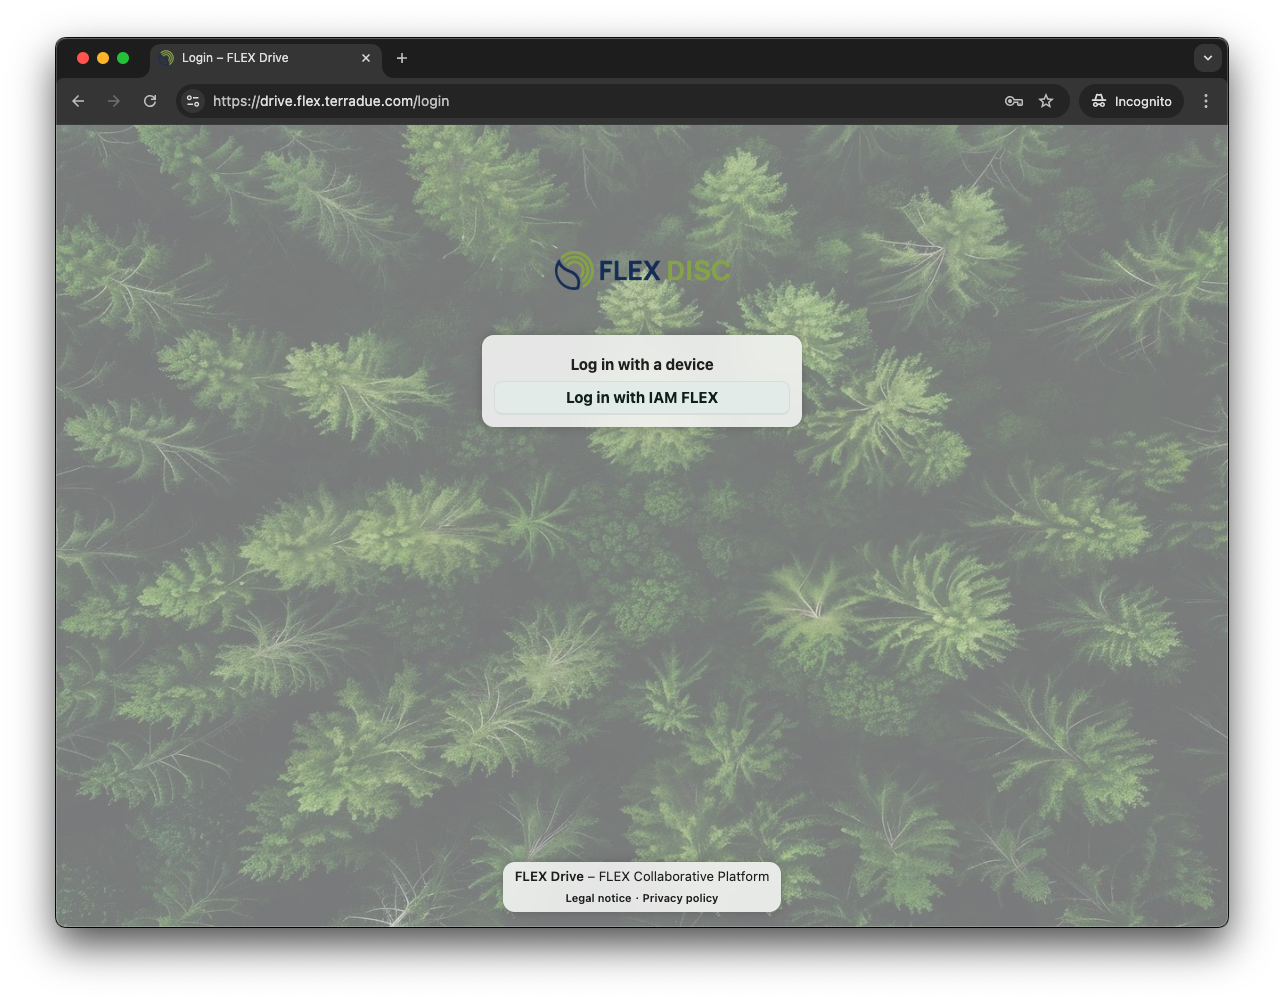 Login – FLEX Drive
https://drive.flex.terradue.com/login
Incognito
FLEX DISC
Log in with a device
Log in with IAM FLEX
FLEX Drive – FLEX Collaborative Platform
Legal notice · Privacy policy